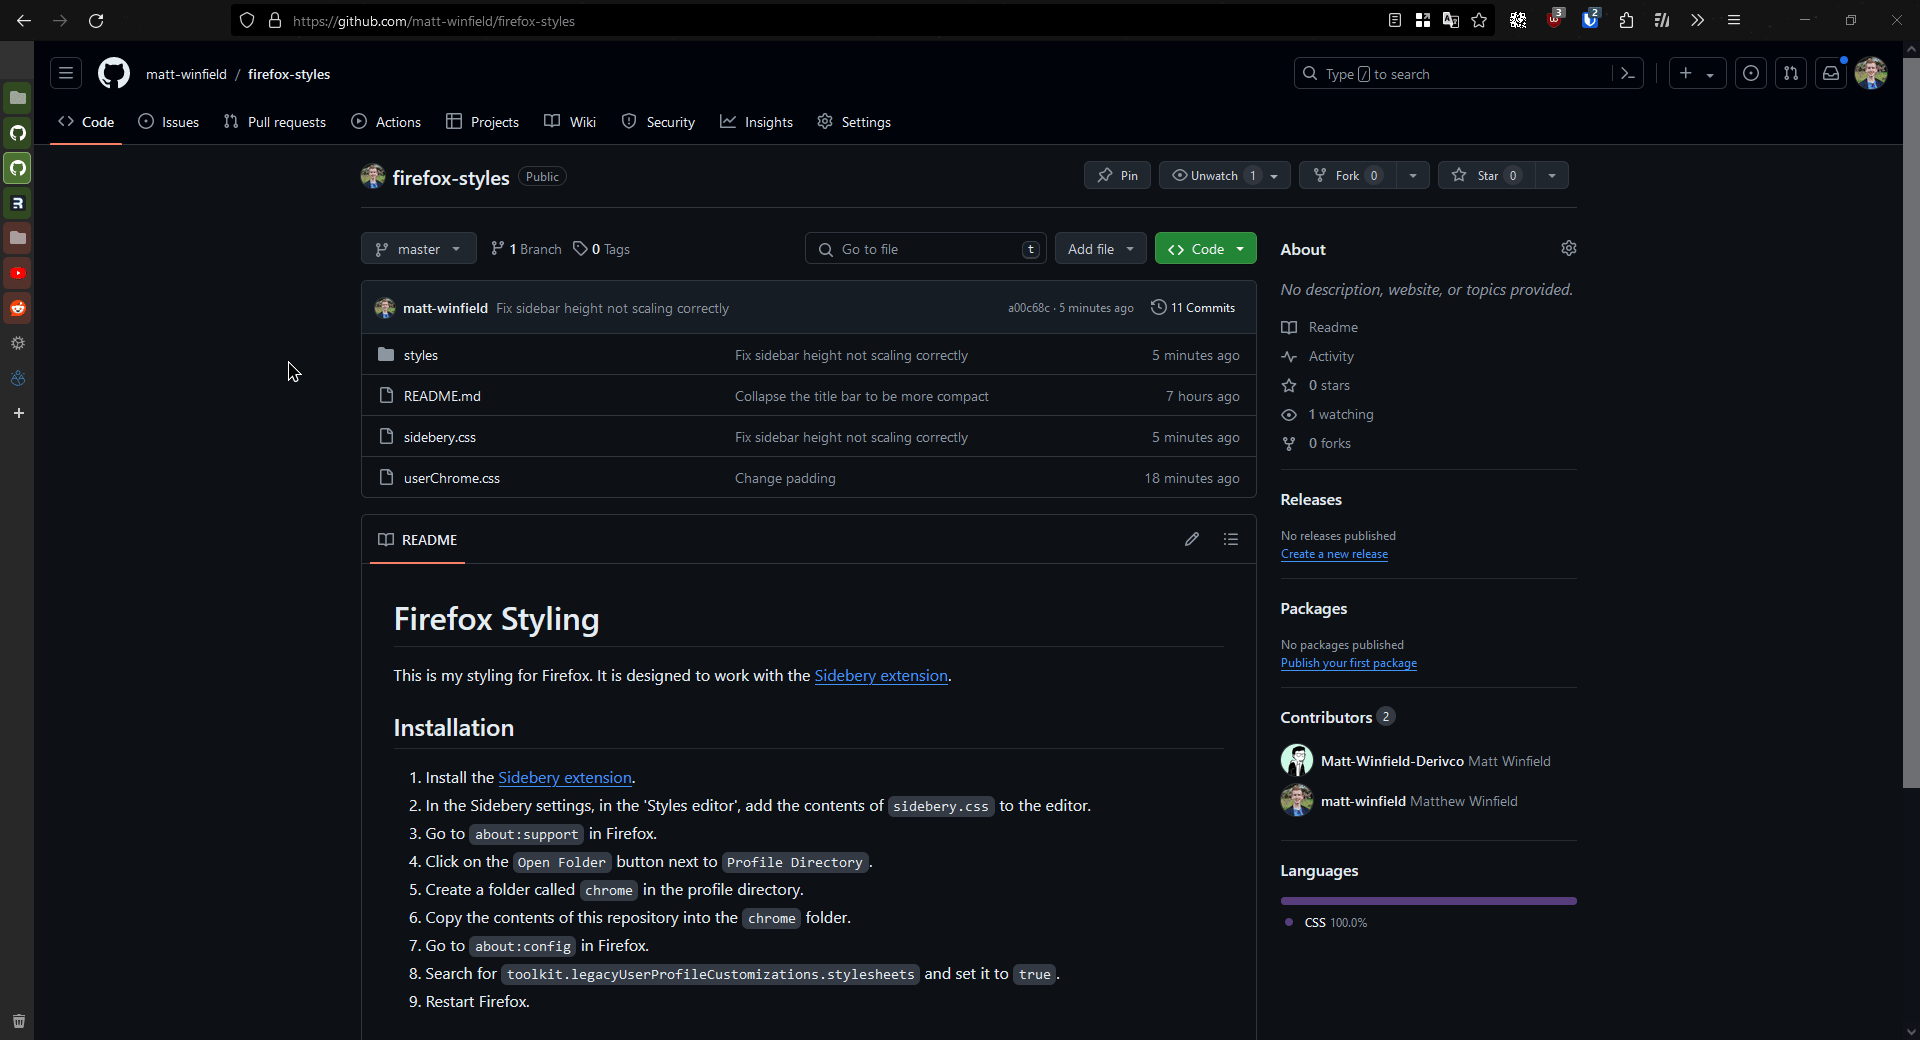 https://github.com/matt-winfield/firefox-styles
3
2
matt-winfield / firefox-styles
Type / to search
Code
Issues
Pull requests
Actions
Projects
Wiki
Security
Insights
Settings
firefox-styles Public
Pin
Unwatch 1
Fork 0
Star 0
master
1 Branch
0 Tags
Go to file
t
Add file
Code
matt-winfield Fix sidebar height not scaling correctly a00c68c · 5 minutes ago 11 Commits
styles Fix sidebar height not scaling correctly 5 minutes ago
README.md Collapse the title bar to be more compact 7 hours ago
sidebery.css Fix sidebar height not scaling correctly 5 minutes ago
userChrome.css Change padding 18 minutes ago
README
Firefox Styling
This is my styling for Firefox. It is designed to work with the Sidebery extension.
Installation
1. Install the Sidebery extension.
2. In the Sidebery settings, in the 'Styles editor', add the contents of sidebery.css to the editor.
3. Go to about:support in Firefox.
4. Click on the Open Folder button next to Profile Directory.
5. Create a folder called chrome in the profile directory.
6. Copy the contents of this repository into the chrome folder.
7. Go to about:config in Firefox.
8. Search for toolkit.legacyUserProfileCustomizations.stylesheets and set it to true.
9. Restart Firefox.
About
No description, website, or topics provided.
Readme
Activity
0 stars
1 watching
0 forks
Releases
No releases published
Create a new release
Packages
No packages published
Publish your first package
Contributors 2
Matt-Winfield-Derivco Matt Winfield
matt-winfield Matthew Winfield
Languages
CSS 100.0%